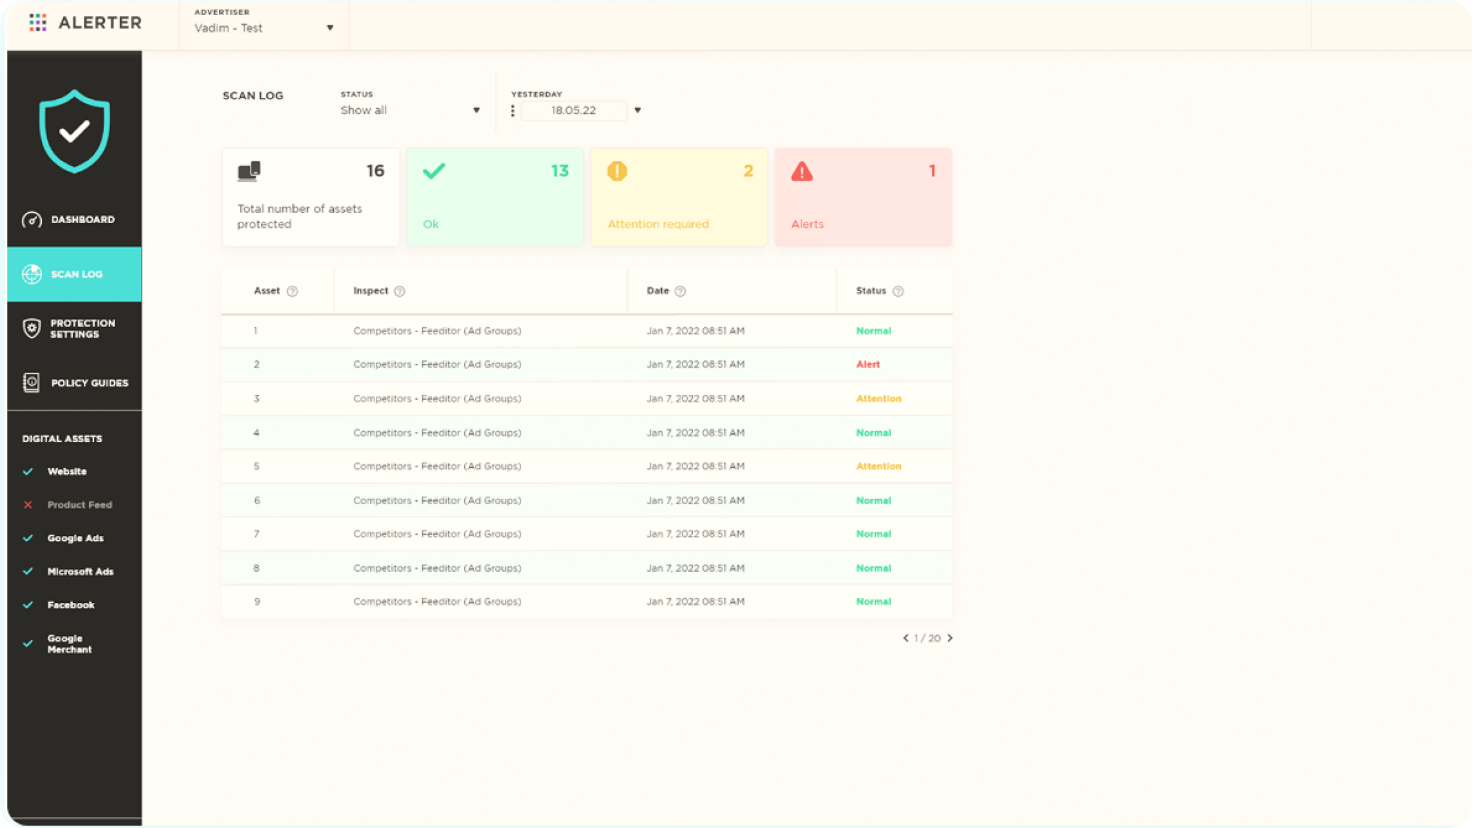 ALERTER
ADVERTISER
Vadim - Test
DASHBOARD
SCAN LOG
PROTECTION
SETTINGS
POLICY GUIDES
DIGITAL ASSETS
Website
Product Feed
Google Ads
Microsoft Ads
Facebook
Google
Merchant
SCAN LOG
STATUS
Show all
YESTERDAY
18.05.22
16
Total number of assets
protected
13
Ok
2
Attention required
1
Alerts
Asset Inspect Date Status
1 Competitors - Feeditor (Ad Groups) Jan 7, 2022 08:51 AM Normal
2 Competitors - Feeditor (Ad Groups) Jan 7, 2022 08:51 AM Alert
3 Competitors - Feeditor (Ad Groups) Jan 7, 2022 08:51 AM Attention
4 Competitors - Feeditor (Ad Groups) Jan 7, 2022 08:51 AM Normal
5 Competitors - Feeditor (Ad Groups) Jan 7, 2022 08:51 AM Attention
6 Competitors - Feeditor (Ad Groups) Jan 7, 2022 08:51 AM Normal
7 Competitors - Feeditor (Ad Groups) Jan 7, 2022 08:51 AM Normal
8 Competitors - Feeditor (Ad Groups) Jan 7, 2022 08:51 AM Normal
9 Competitors - Feeditor (Ad Groups) Jan 7, 2022 08:51 AM Normal
1 / 20